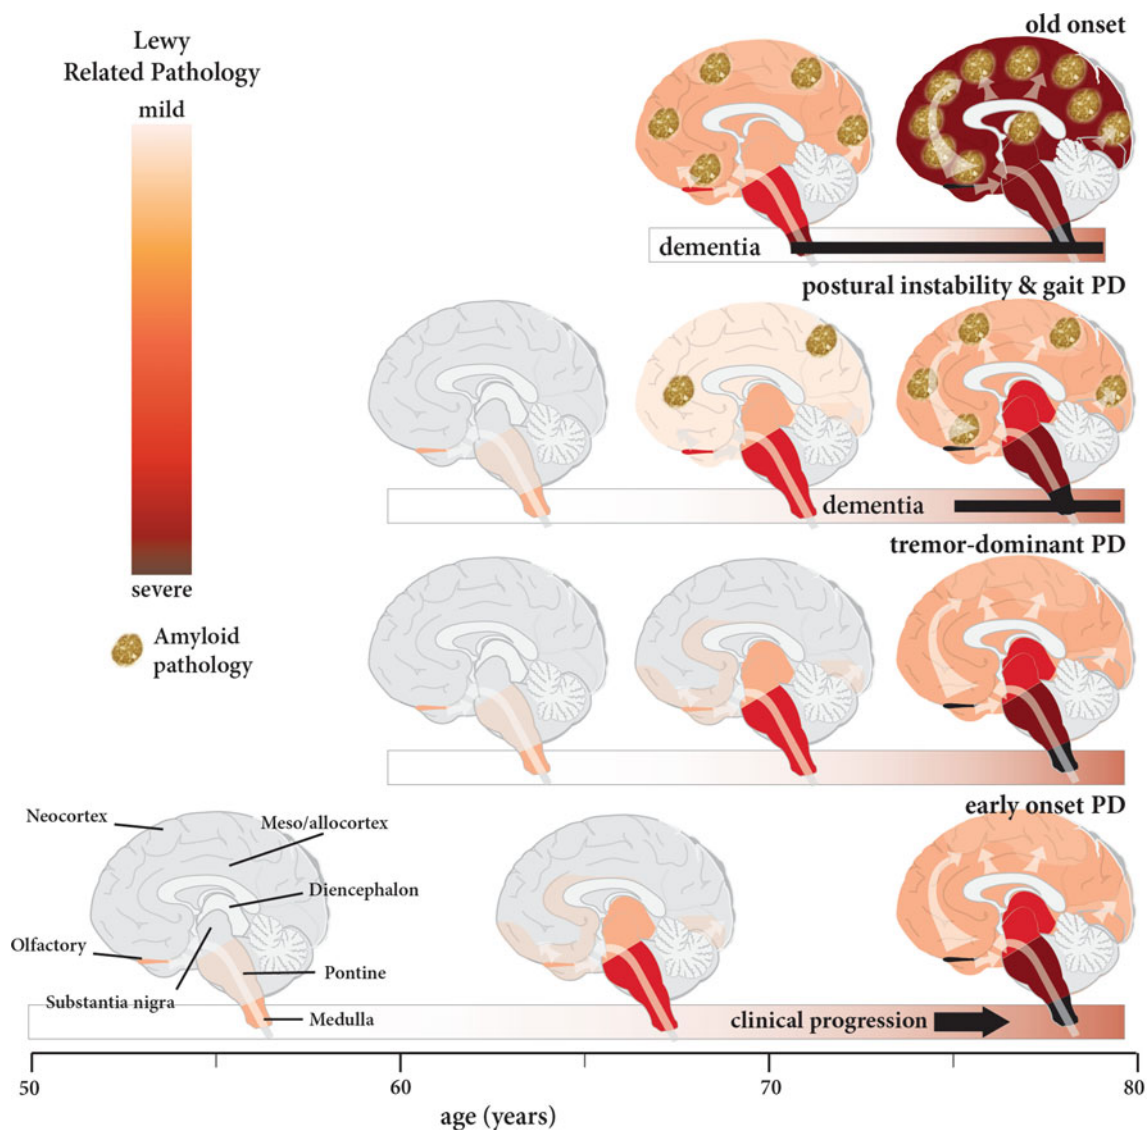 Lewy
Related Pathology
mild
severe
Amyloid
pathology
old onset
dementia
postural instability & gait PD
dementia
tremor-dominant PD
early onset PD
Neocortex
Meso/allocortex
Diencephalon
Olfactory
Pontine
Substantia nigra
Medulla
clinical progression
50
60
70
80
age (years)